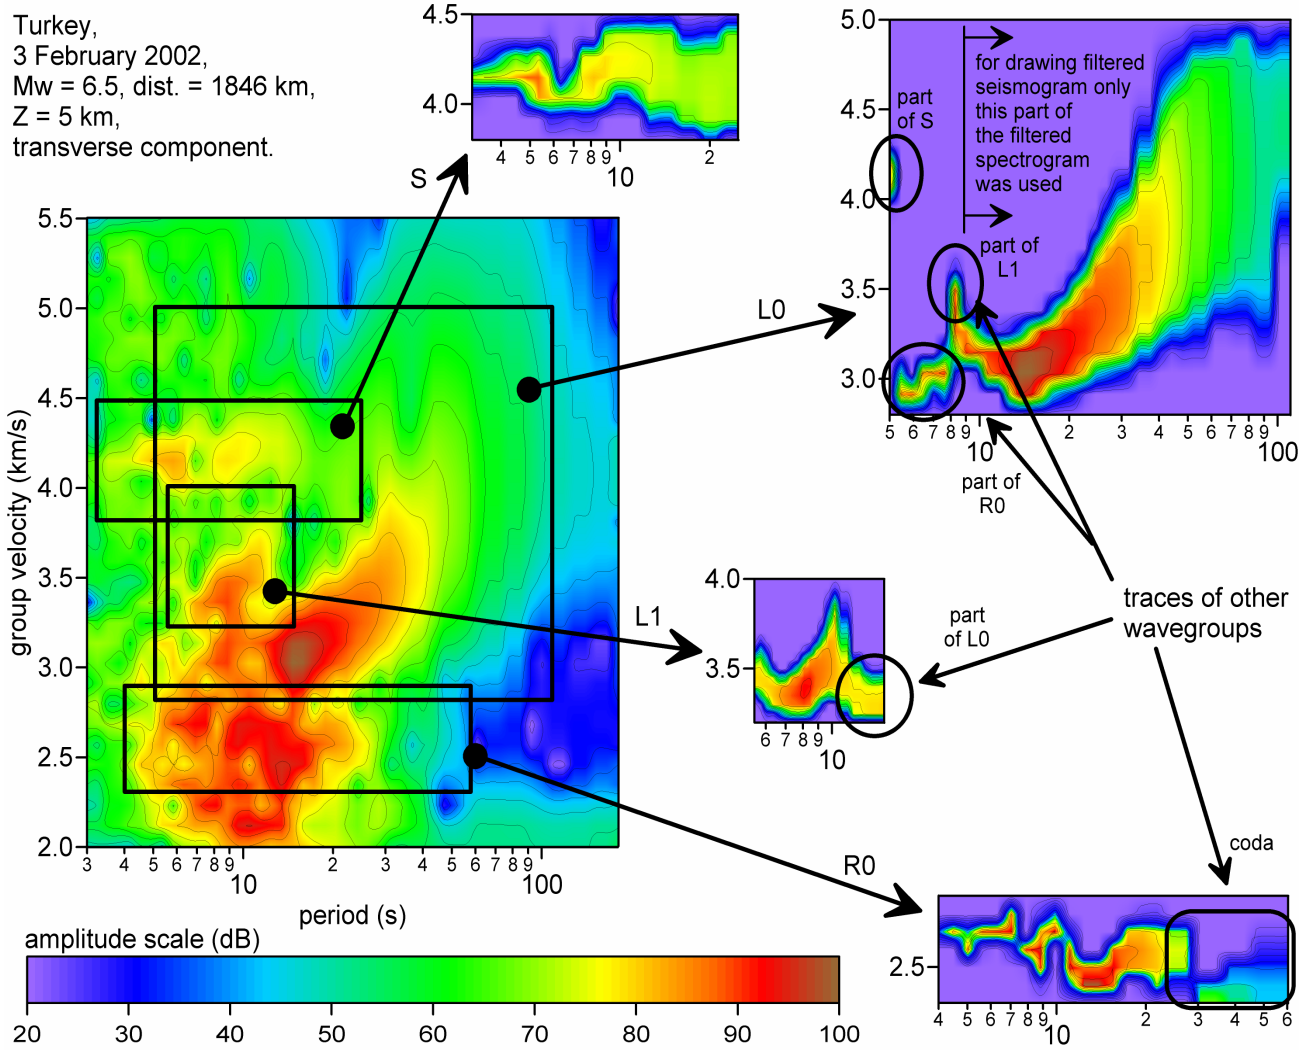 Turkey,
3 February 2002,
Mw = 6.5, dist. = 1846 km,
Z = 5 km,
transverse component.
4.5
4.0
4 5 6 7 8 9 10 2
S
5.0
4.5
4.0
3.5
3.0
part
of S
for drawing filtered
seismogram only
this part of
the filtered
spectrogram
was used
part of
L1
5 6 7 8 9 10 2 3 4 5 6 7 8 9 100
part of
R0
L0
group velocity (km/s)
5.5
5.0
4.5
4.0
3.5
3.0
2.5
2.0
3 4 5 6 7 8 9 10 2 3 4 5 6 7 8 9 100
period (s)
L1
4.0
3.5
6 7 8 9 10
part
of L0
traces of other
wavegroups
R0
coda
2.5
4 5 6 7 8 9 10 2 3 4 5 6
amplitude scale (dB)
20 30 40 50 60 70 80 90 100